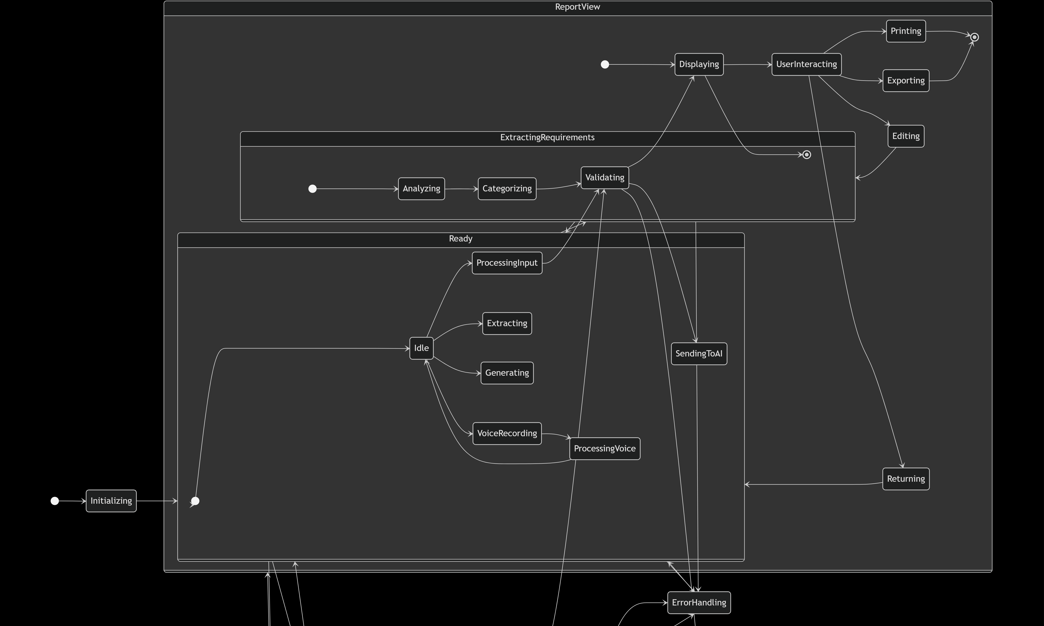 ReportView
Printing
Displaying
UserInteracting
Exporting
Editing
ExtractingRequirements
Analyzing
Categorizing
Validating
Ready
ProcessingInput
Extracting
Idle
SendingToAI
Generating
VoiceRecording
ProcessingVoice
Returning
Initializing
ErrorHandling